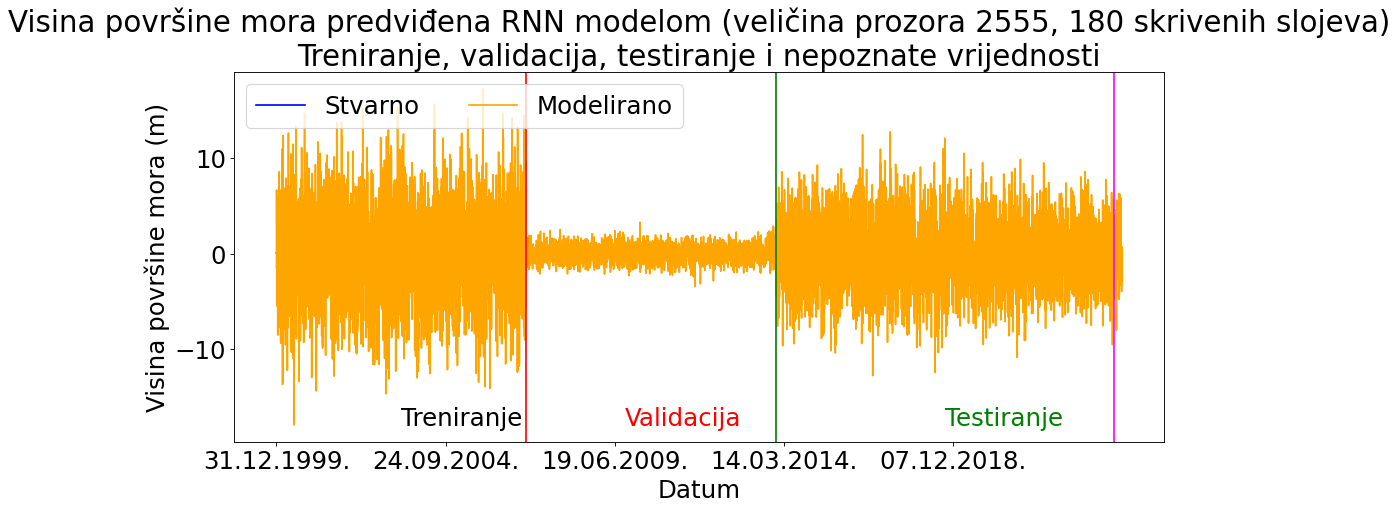 Visina površine mora predviđena RNN modelom (veličina prozora 2555, 180 skrivenih slojeva)
Treniranje, validacija, testiranje i nepoznate vrijednosti
Stvarno Modelirano
Visina površine mora (m)
10
0
−10
Treniranje Validacija Testiranje
31.12.1999. 24.09.2004. 19.06.2009. 14.03.2014. 07.12.2018.
Datum